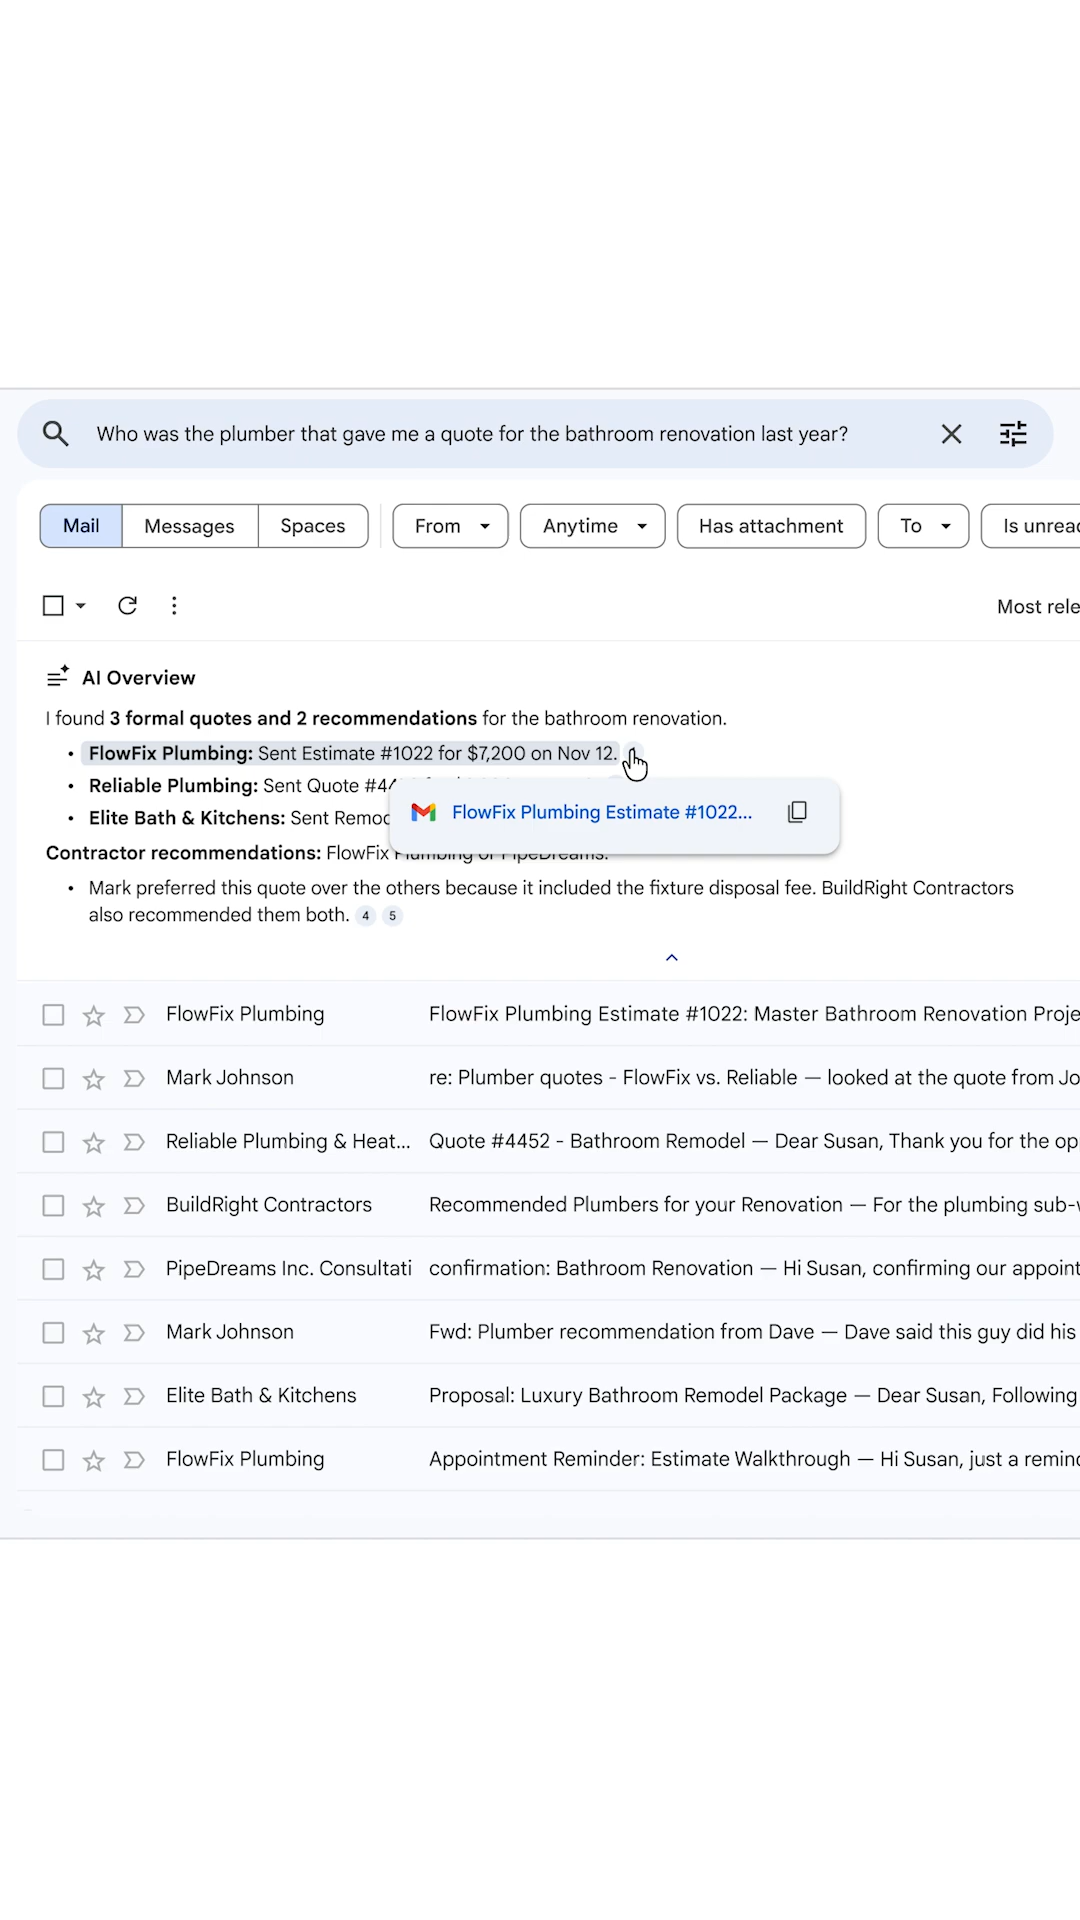 Who was the plumber that gave me a quote for the bathroom renovation last year?
Mail Messages Spaces From Anytime Has attachment To Is unrea
Most rele
AI Overview
I found 3 formal quotes and 2 recommendations for the bathroom renovation.
• FlowFix Plumbing: Sent Estimate #1022 for $7,200 on Nov 12.
• Reliable Plumbing: Sent Quote #44
FlowFix Plumbing Estimate #1022...
• Elite Bath & Kitchens: Sent Remo
Contractor recommendations: FlowFix Plumbing or PipeDreams.
• Mark preferred this quote over the others because it included the fixture disposal fee. BuildRight Contractors
also recommended them both. 4 5
FlowFix Plumbing FlowFix Plumbing Estimate #1022: Master Bathroom Renovation Proje
Mark Johnson re: Plumber quotes - FlowFix vs. Reliable — looked at the quote from Jo
Reliable Plumbing & Heat... Quote #4452 - Bathroom Remodel — Dear Susan, Thank you for the op
BuildRight Contractors Recommended Plumbers for your Renovation — For the plumbing sub-
PipeDreams Inc. Consultati confirmation: Bathroom Renovation — Hi Susan, confirming our appoint
Mark Johnson Fwd: Plumber recommendation from Dave — Dave said this guy did his
Elite Bath & Kitchens Proposal: Luxury Bathroom Remodel Package — Dear Susan, Following
FlowFix Plumbing Appointment Reminder: Estimate Walkthrough — Hi Susan, just a remind